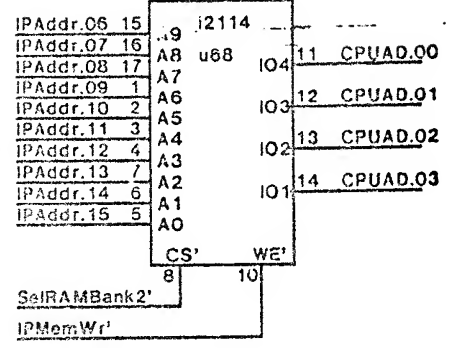 IPAddr.06 15 A9 i2114
IPAddr.07 16 A8 u68 IO4 11 CPUAD.00
IPAddr.08 17 A7
IPAddr.09 1 A6 IO3 12 CPUAD.01
IPAddr.10 2 A5
IPAddr.11 3 A4 IO2 13 CPUAD.02
IPAddr.12 4 A3
IPAddr.13 7 A2 IO1 14 CPUAD.03
IPAddr.14 6 A1
IPAddr.15 5 A0
CS' WE'
8 10
SelRAMBank2'
IPMemWr'